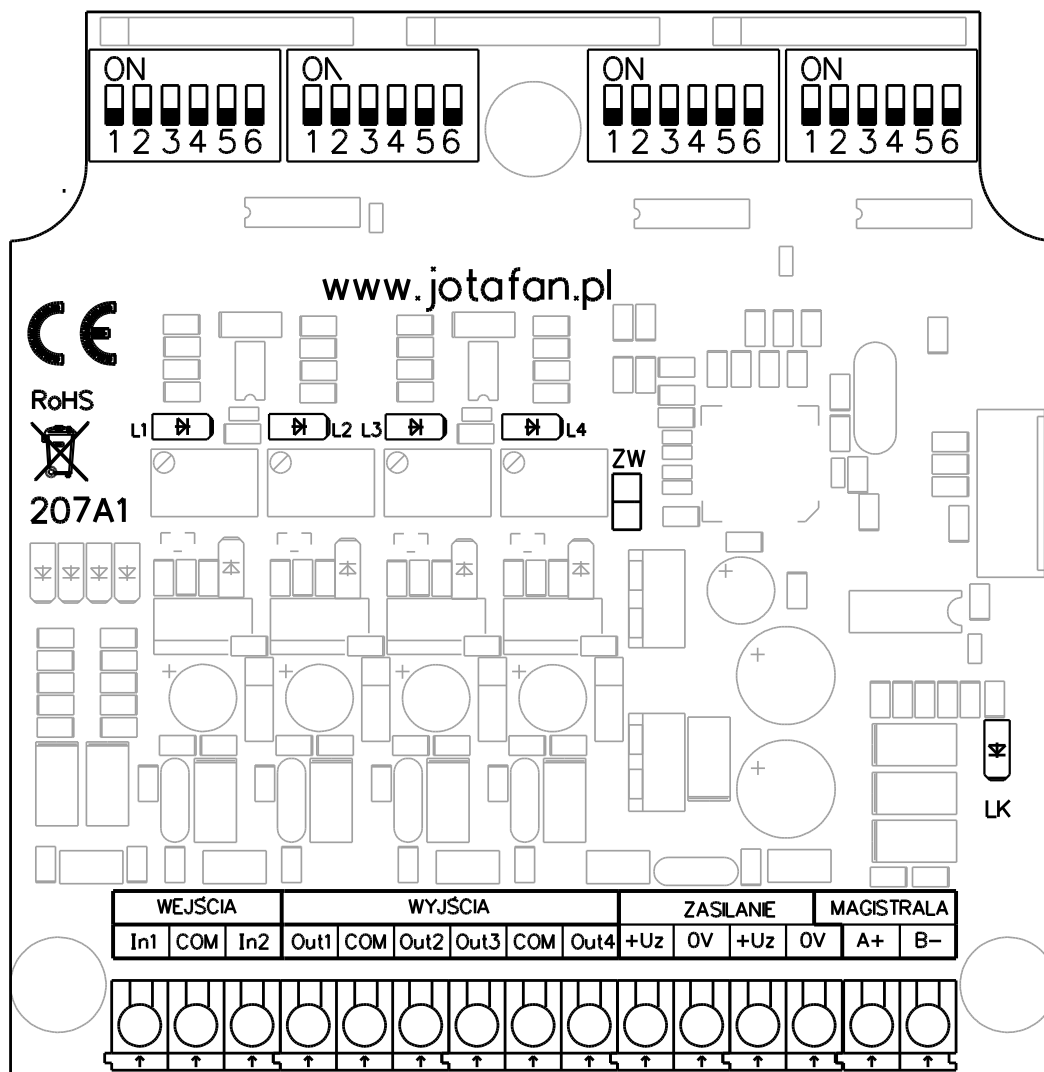 ON ON ON ON
1 2 3 4 5 6 1 2 3 4 5 6 1 2 3 4 5 6 1 2 3 4 5 6
www.jotafan.pl
CE
RoHS
L1 L2 L3 L4
ZW
207A1
LK
WEJŚCIA WYJŚCIA ZASILANIE MAGISTRALA
In1 COM In2 Out1 COM Out2 Out3 COM Out4 +Uz 0V +Uz 0V A+ B-